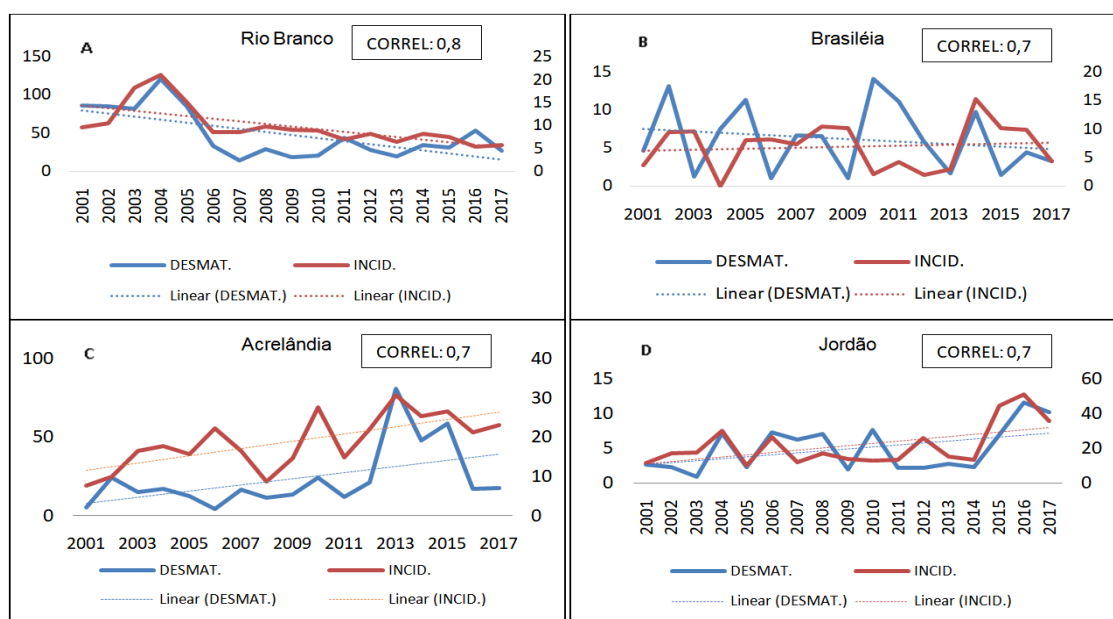 A Rio Branco CORREL: 0,8
150 25
100 20
50 15
0 10
5
0
2001 2002 2003 2004 2005 2006 2007 2008 2009 2010 2011 2012 2013 2014 2015 2016 2017
DESMAT. INCID.
Linear (DESMAT.) Linear (INCID.)
B Brasiléia CORREL: 0,7
15 20
10 15
5 10
0 5
0
2001 2003 2005 2007 2009 2011 2013 2015 2017
DESMAT. INCID.
Linear (DESMAT.) Linear (INCID.)
C Acrelândia CORREL: 0,7
100 40
50 30
0 20
10
0
2001 2003 2005 2007 2009 2011 2013 2015 2017
DESMAT. INCID.
Linear (DESMAT.) Linear (INCID.)
D Jordão CORREL: 0,7
15 60
10 40
5 20
0 0
2001 2002 2003 2004 2005 2006 2007 2008 2009 2010 2011 2012 2013 2014 2015 2016 2017
DESMAT. INCID.
Linear (DESMAT.) Linear (INCID.)